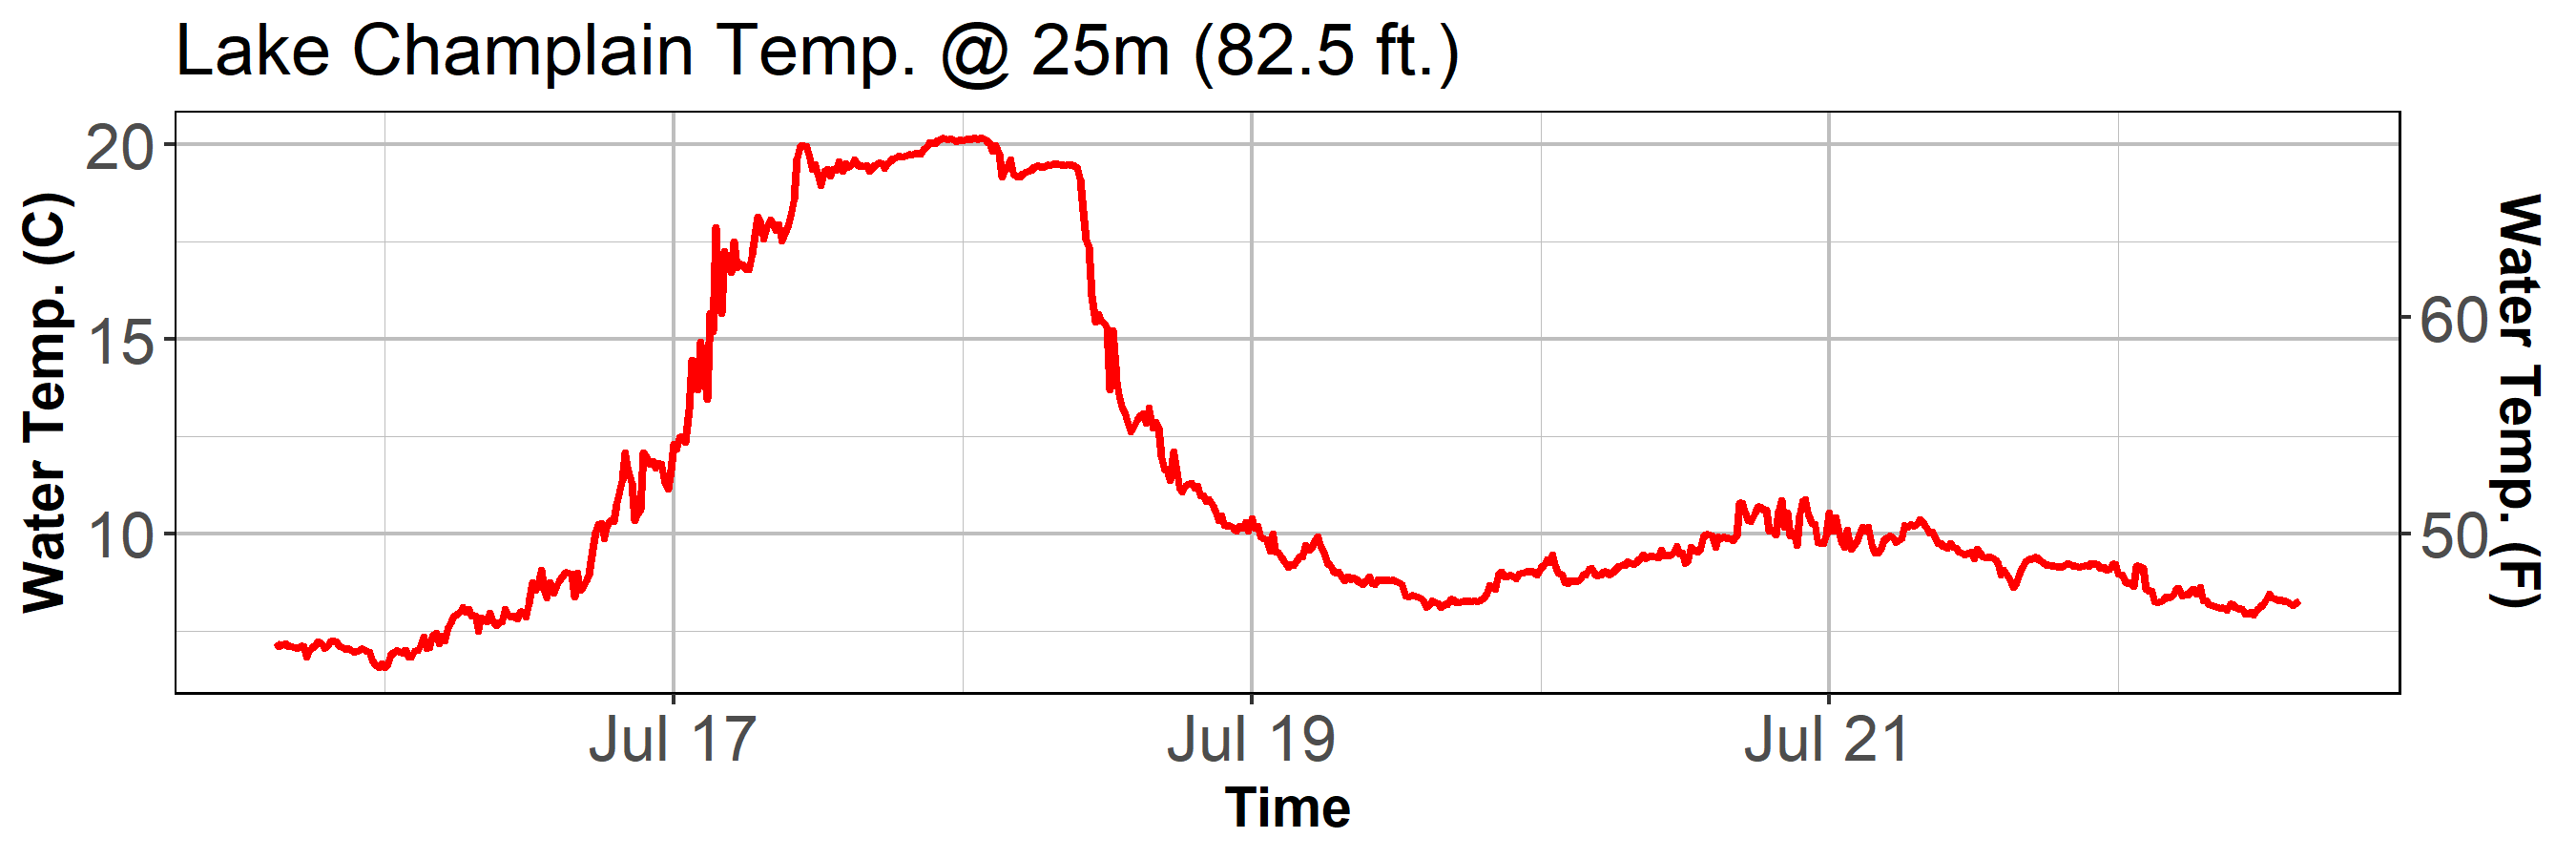 Lake Champlain Temp. @ 25m (82.5 ft.)
Water Temp. (C)
20
15
10
60
50
Water Temp. (F)
Jul 17 Jul 19 Jul 21
Time